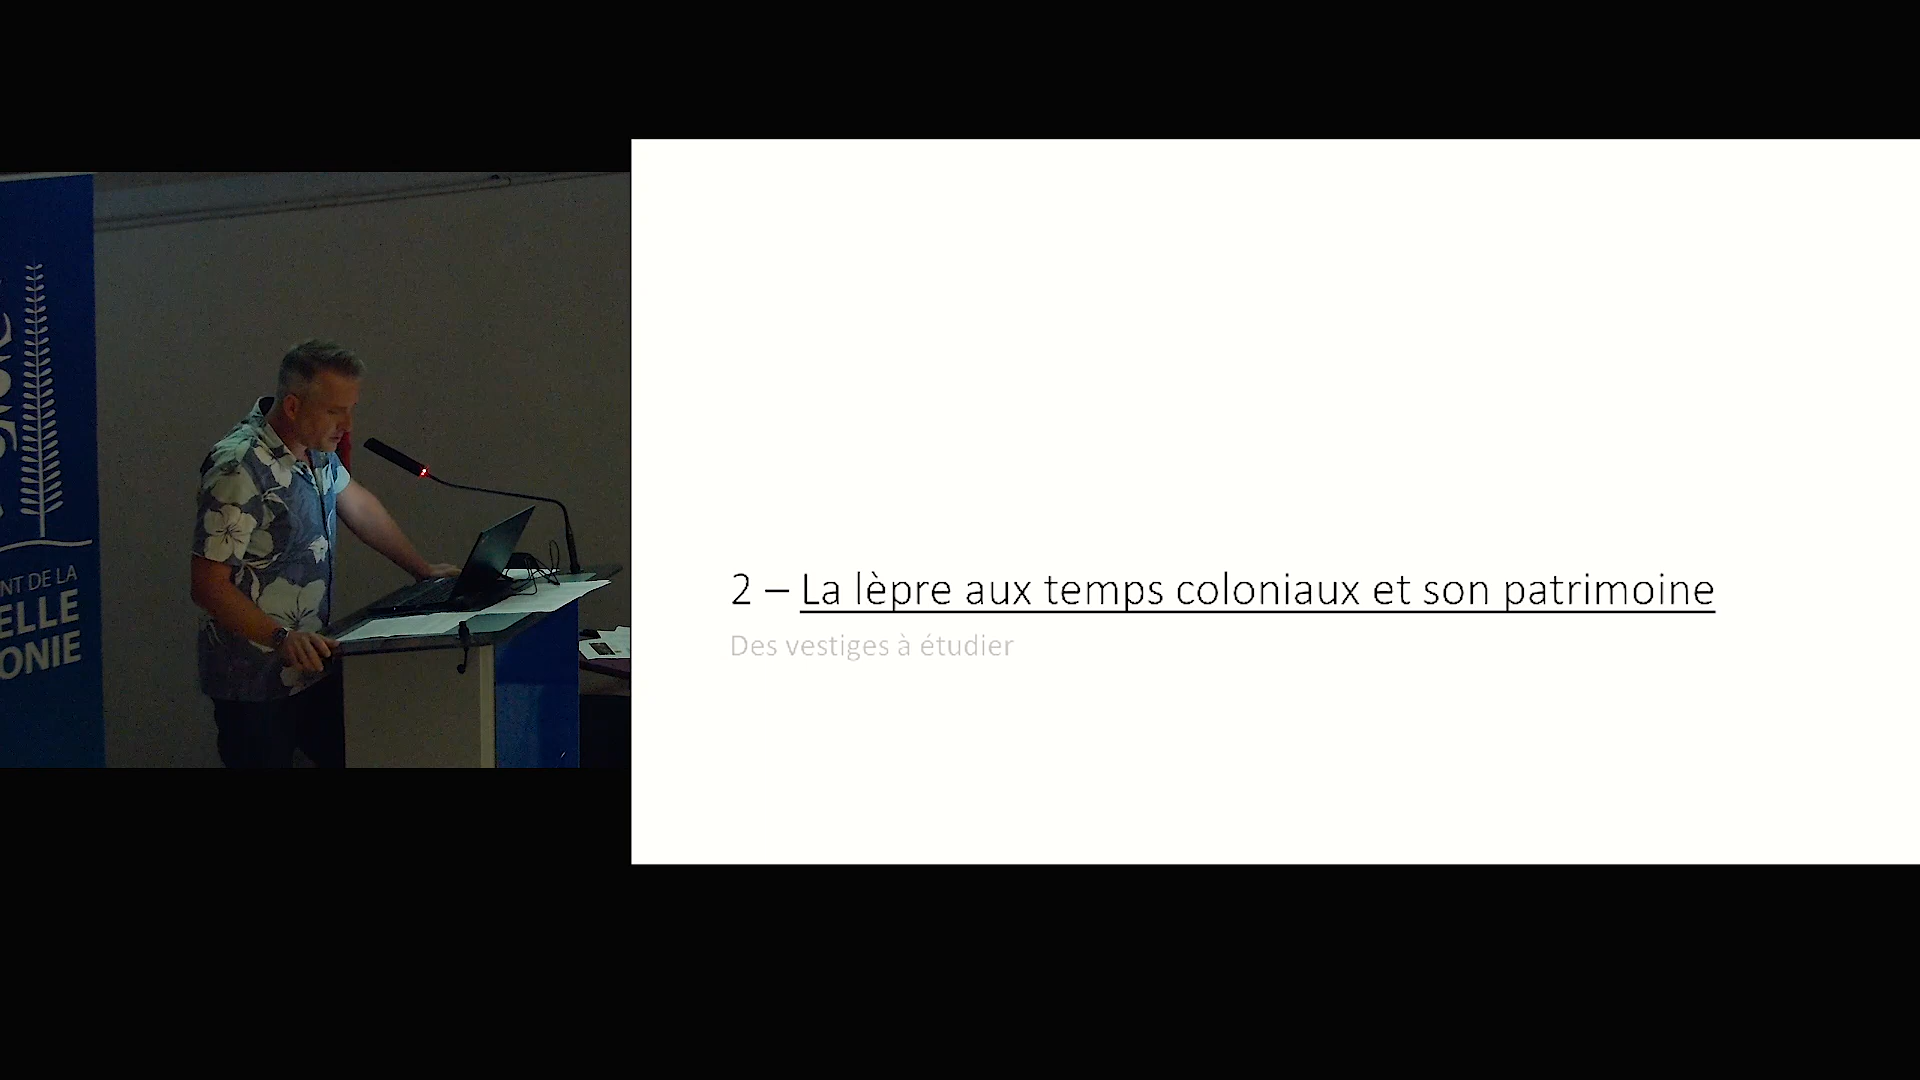 NT DE LA
ELLE
ONIE
2 – La lèpre aux temps coloniaux et son patrimoine
Des vestiges à étudier